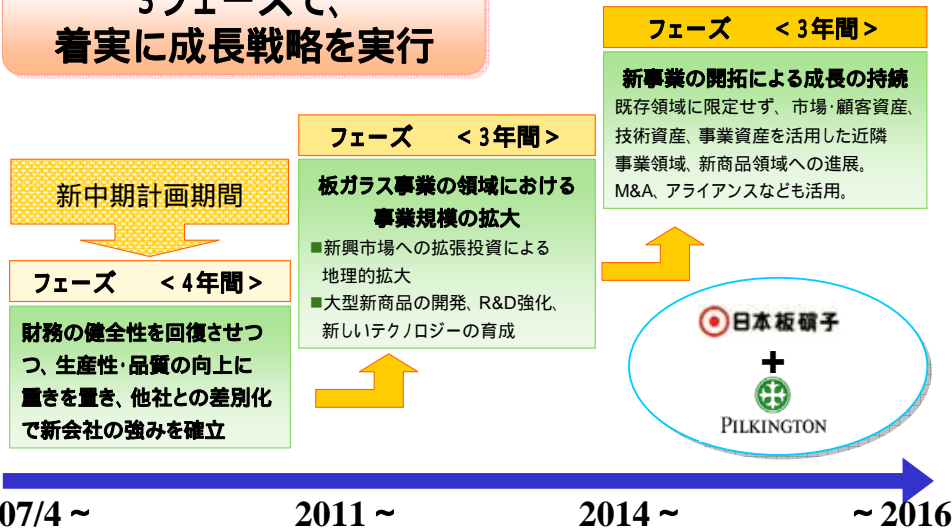 3フェーズで、
着実に成長戦略を実行
フェーズ <3年間>
新事業の開拓による成長の持続
既存領域に限定せず、市場・顧客資産、
技術資産、事業資産を活用した近隣
事業領域、新商品領域への進展。
M&A、アライアンスなども活用。
フェーズ <3年間>
板ガラス事業の領域における
事業規模の拡大
■新興市場への拡張投資による
地理的拡大
■大型新商品の開発、R&D強化、
新しいテクノロジーの育成
新中期計画期間
フェーズ <4年間>
財務の健全性を回復させつ
つ、生産性・品質の向上に
重きを置き、他社との差別化
で新会社の強みを確立
日本板硝子
+
PILKINGTON
07/4~
2011~
2014~
~2016